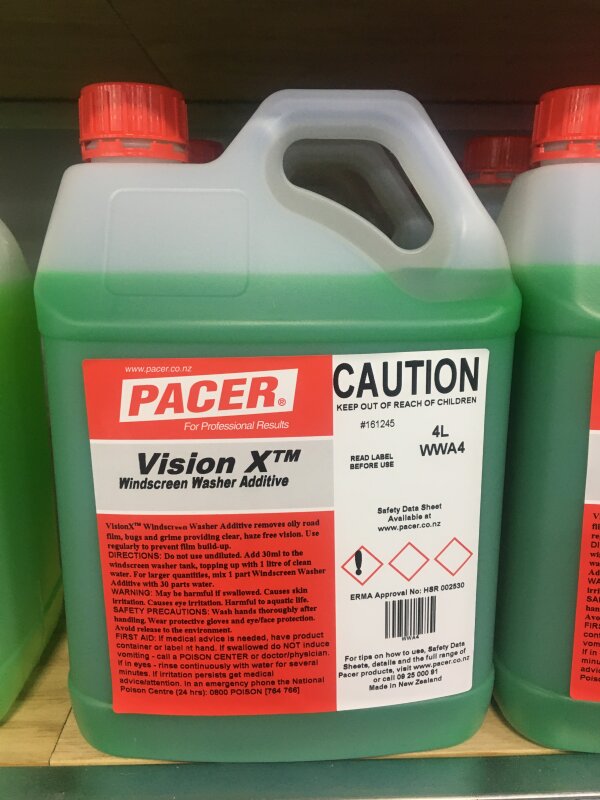 www.pacer.co.nz
PACER®
For Professional Results
Vision X™
Windscreen Washer Additive
VisionX™ Windscreen Washer Additive removes oily road
film, bugs and grime providing clear, haze free vision. Use
regularly to prevent film build-up.
DIRECTIONS: Do not use undiluted. Add 30ml to the
windscreen washer tank, topping up with 1 litre of clean
water. For larger quantities, mix 1 part Windscreen Washer
Additive with 30 parts water.
WARNING: May be harmful if swallowed. Causes skin
irritation. Causes eye irritation. Harmful to aquatic life.
SAFETY PRECAUTIONS: Wash hands thoroughly after
handling. Wear protective gloves and eye/face protection.
Avoid release to the environment.
FIRST AID: If medical advice is needed, have product
container or label at hand. If swallowed do NOT induce
vomiting - call a POISON CENTER or doctor/physician.
If in eyes - rinse continuously with water for several
minutes. If irritation persists get medical
advice/attention. In an emergency phone the National
Poison Centre (24 hrs): 0800 POISON [764 766]
CAUTION
KEEP OUT OF REACH OF CHILDREN
#161245
4L
WWA4
READ LABEL
BEFORE USE
Safety Data Sheet
Available at
www.pacer.co.nz
ERMA Approval No: HSR 002530
WWA4
For tips on how to use, Safety Data
Sheets, details and the full range of
Pacer products, visit www.pacer.co.nz
or call 09 25 000 91
Made in New Zealand